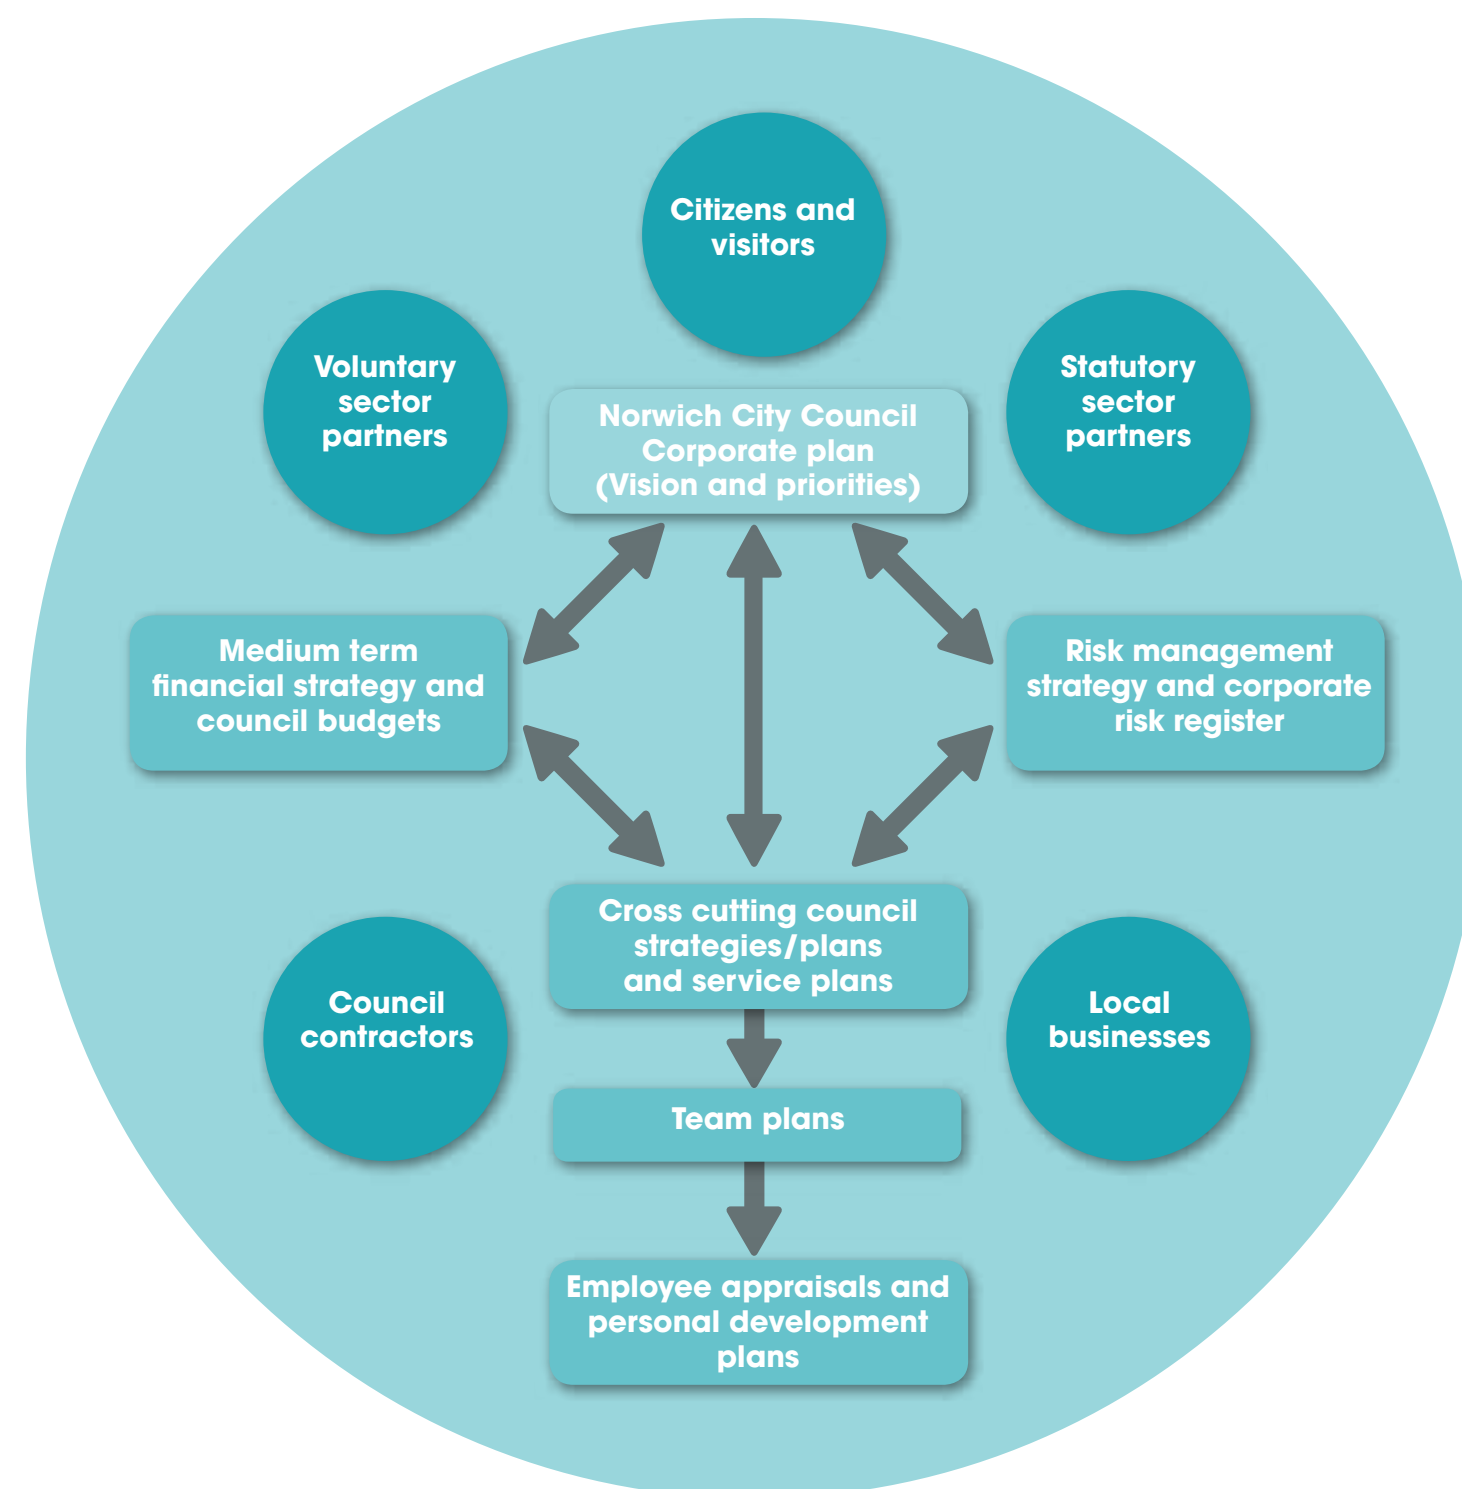 Citizens and
visitors
Voluntary
sector
partners
Statutory
sector
partners
Norwich City Council
Corporate plan
(Vision and priorities)
Medium term
financial strategy and
council budgets
Risk management
strategy and corporate
risk register
Cross cutting council
strategies/plans
and service plans
Council
contractors
Local
businesses
Team plans
Employee appraisals and
personal development
plans